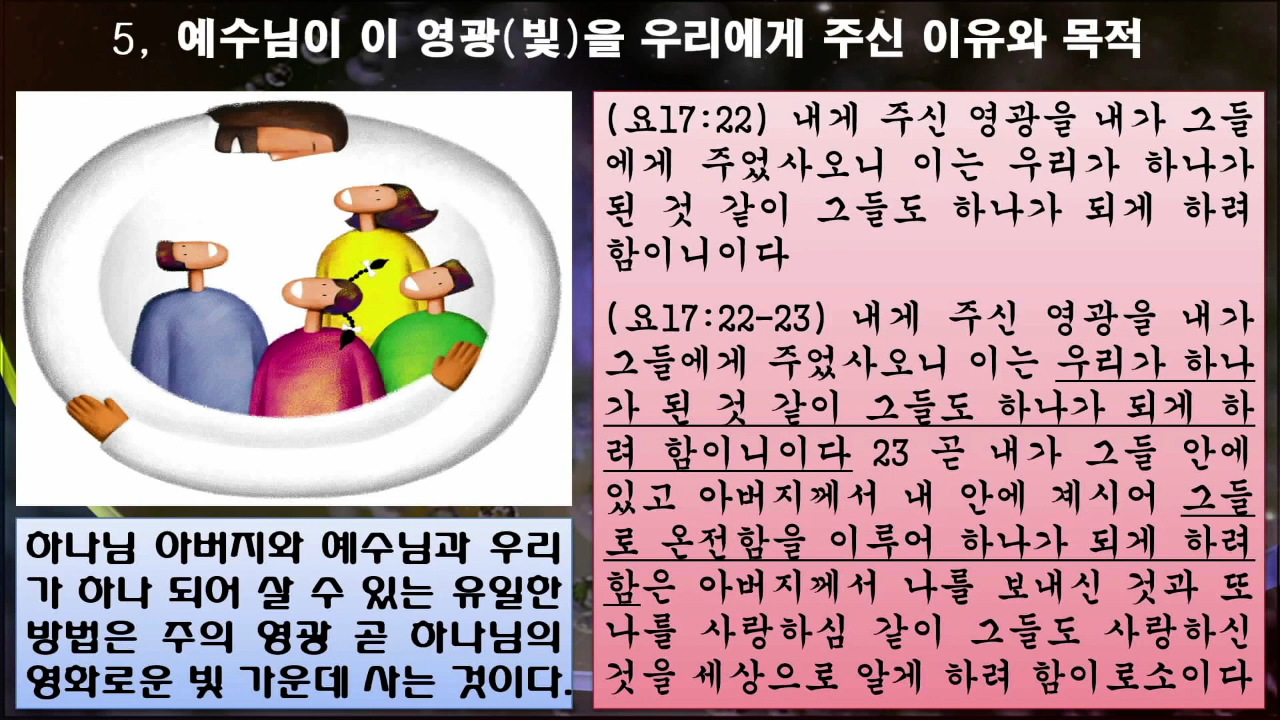 5, 예수님이 이 영광(빛)을 우리에게 주신 이유와 목적
(요17:22) 내게 주신 영광을 내가 그들
에게 주었사오니 이는 우리가 하나가
된 것 같이 그들도 하나가 되게 하려
함이니이다
(요17:22-23) 내게 주신 영광을 내가
그들에게 주었사오니 이는 우리가 하나
가 된 것 같이 그들도 하나가 되게 하
려 함이니이다 23 곧 내가 그들 안에
있고 아버지께서 내 안에 계시어 그들
로 온전함을 이루어 하나가 되게 하려
함은 아버지께서 나를 보내신 것과 또
나를 사랑하심 같이 그들도 사랑하신
것을 세상으로 알게 하려 함이로소이다
하나님 아버지와 예수님과 우리
가 하나 되어 살 수 있는 유일한
방법은 주의 영광 곧 하나님의
영화로운 빛 가운데 사는 것이다.